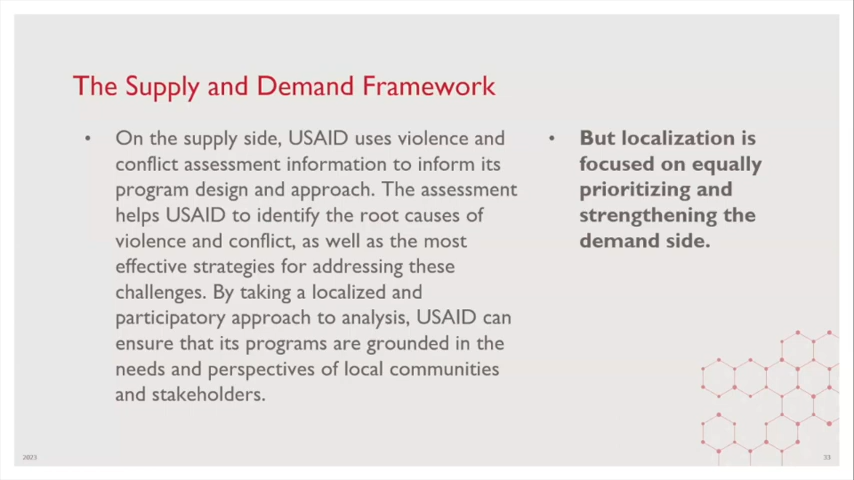 The Supply and Demand Framework
• On the supply side, USAID uses violence and
conflict assessment information to inform its
program design and approach. The assessment
helps USAID to identify the root causes of
violence and conflict, as well as the most
effective strategies for addressing these
challenges. By taking a localized and
participatory approach to analysis, USAID can
ensure that its programs are grounded in the
needs and perspectives of local communities
and stakeholders.
• But localization is
focused on equally
prioritizing and
strengthening the
demand side.
2023
33